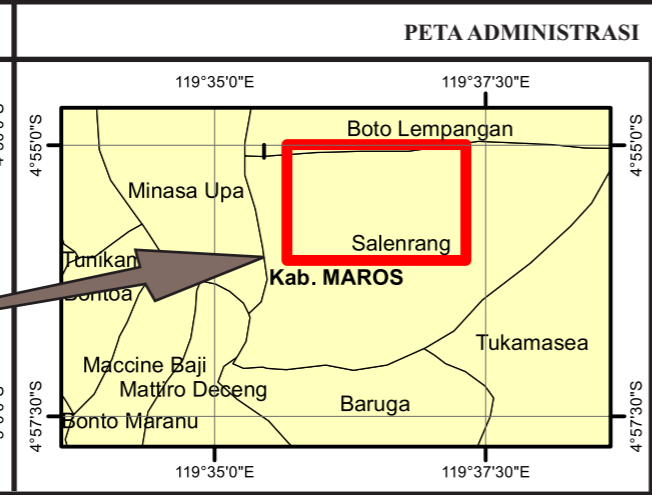 PETA ADMINISTRASI
119°35'0"E
119°37'30"E
4°55'0"S
4°55'0"S
Boto Lempangan
Minasa Upa
Salenrang
Tunikan
Kab. MAROS
Bontoa
Tukamasea
Maccine Baji
Mattiro Deceng
Baruga
Bonto Maranu
4°57'30"S
4°57'30"S
119°35'0"E
119°37'30"E